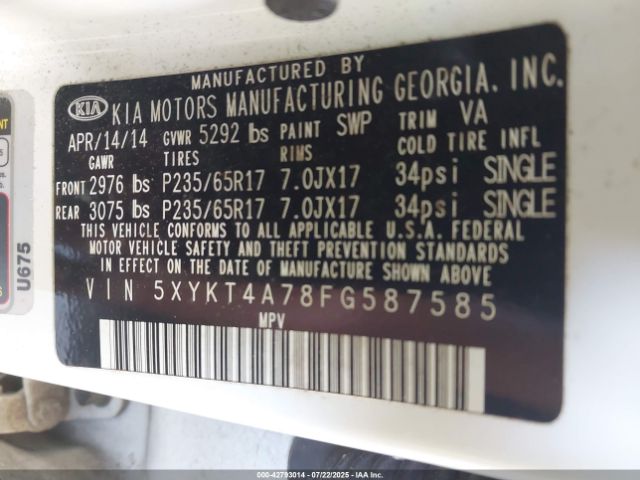 MANUFACTURED BY
KIA KIA MOTORS MANUFACTURING GEORGIA, INC.
APR/14/14 GVWR 5292 lbs PAINT SWP TRIM VA
GAWR TIRES RIMS COLD TIRE INFL
FRONT 2976 lbs P235/65R17 7.0JX17 34psi SINGLE
REAR 3075 lbs P235/65R17 7.0JX17 34psi SINGLE
THIS VEHICLE CONFORMS TO ALL APPLICABLE U.S.A. FEDERAL
MOTOR VEHICLE SAFETY AND THEFT PREVENTION STANDARDS
IN EFFECT ON THE DATE OF MANUFACTURE SHOWN ABOVE.
VIN 5XYKT4A78FG587585
MPV
U675
000-42793014 - 07/22/2025 - IAA Inc.